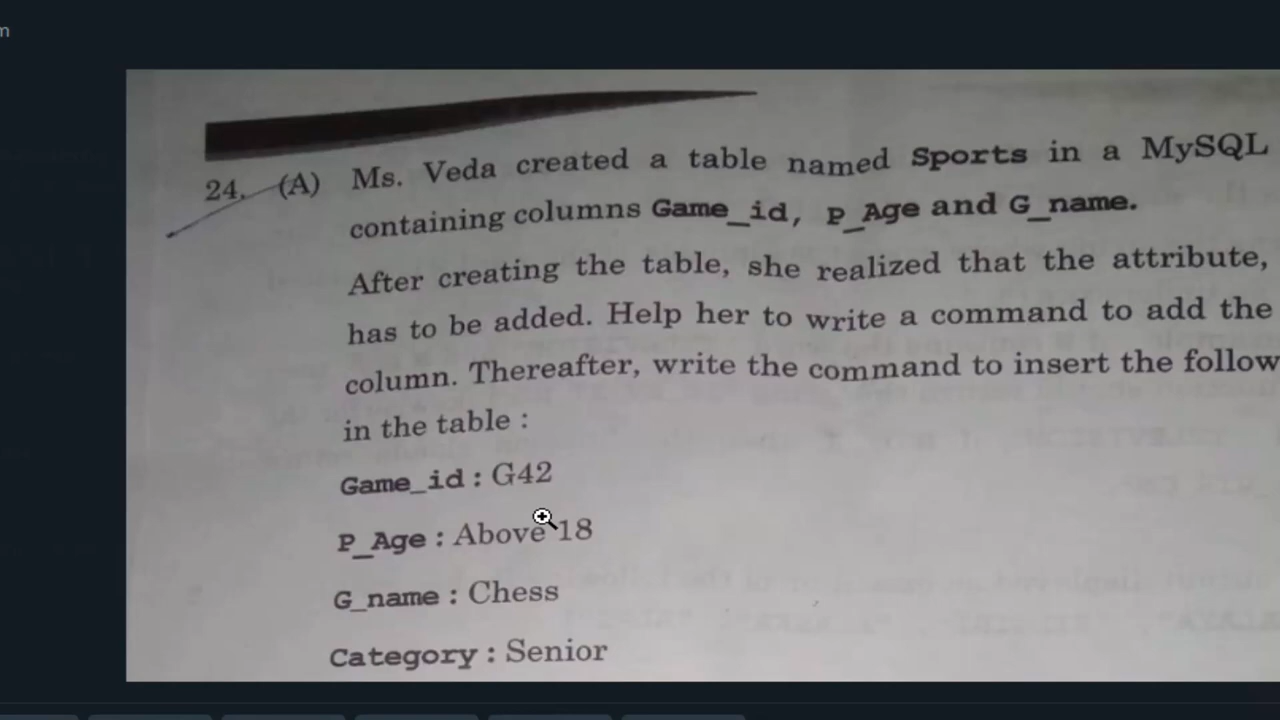 m
24. (A) Ms. Veda created a table named Sports in a MySQL
containing columns Game_id, P_Age and G_name.
After creating the table, she realized that the attribute,
has to be added. Help her to write a command to add the
column. Thereafter, write the command to insert the follow
in the table :
Game_id : G42
P_Age : Above 18
G_name : Chess
Category : Senior